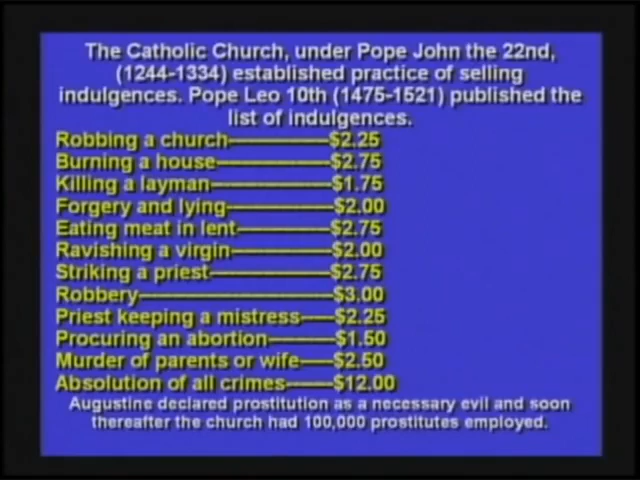 The Catholic Church, under Pope John the 22nd,
(1244-1334) established practice of selling
indulgences. Pope Leo 10th (1475-1521) published the
list of indulgences.
Robbing a church----------$2.25
Burning a house-----------$2.75
Killing a layman------------$1.75
Forgery and lying----------$2.00
Eating meat in lent---------$2.75
Ravishing a virgin----------$2.00
Striking a priest------------$2.75
Robbery-------------------$3.00
Priest keeping a mistress---$2.25
Procuring an abortion------$1.50
Murder of parents or wife---$2.50
Absolution of all crimes----$12.00
Augustine declared prostitution as a necessary evil and soon
thereafter the church had 100,000 prostitutes employed.